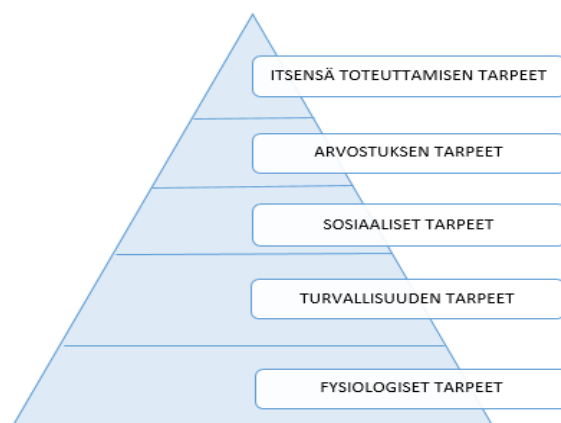 ITSENSÄ TOTEUTTAMISEN TARPEET
ARVOSTUKSEN TARPEET
SOSIAALISET TARPEET
TURVALLISUUDEN TARPEET
FYSIOLOGISET TARPEET